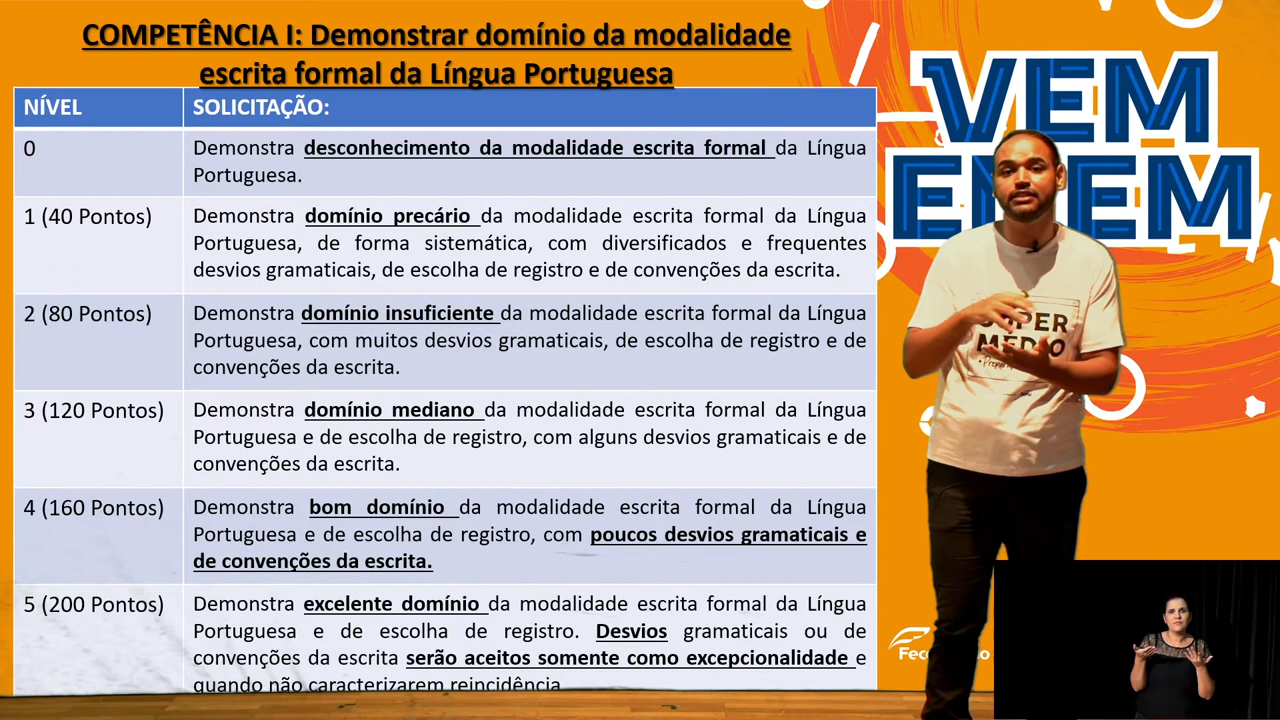 COMPETÊNCIA I: Demonstrar domínio da modalidade
escrita formal da Língua Portuguesa
NÍVEL
SOLICITAÇÃO:
0
Demonstra desconhecimento da modalidade escrita formal da Língua
Portuguesa.
1 (40 Pontos)
Demonstra domínio precário da modalidade escrita formal da Língua
Portuguesa, de forma sistemática, com diversificados e frequentes
desvios gramaticais, de escolha de registro e de convenções da escrita.
2 (80 Pontos)
Demonstra domínio insuficiente da modalidade escrita formal da Língua
Portuguesa, com muitos desvios gramaticais, de escolha de registro e de
convenções da escrita.
3 (120 Pontos)
Demonstra domínio mediano da modalidade escrita formal da Língua
Portuguesa e de escolha de registro, com alguns desvios gramaticais e de
convenções da escrita.
4 (160 Pontos)
Demonstra bom domínio da modalidade escrita formal da Língua
Portuguesa e de escolha de registro, com poucos desvios gramaticais e
de convenções da escrita.
5 (200 Pontos)
Demonstra excelente domínio da modalidade escrita formal da Língua
Portuguesa e de escolha de registro. Desvios gramaticais ou de
convenções da escrita serão aceitos somente como excepcionalidade e
quando não caracterizarem reincidência
VEM
ENEM
MÉDIO